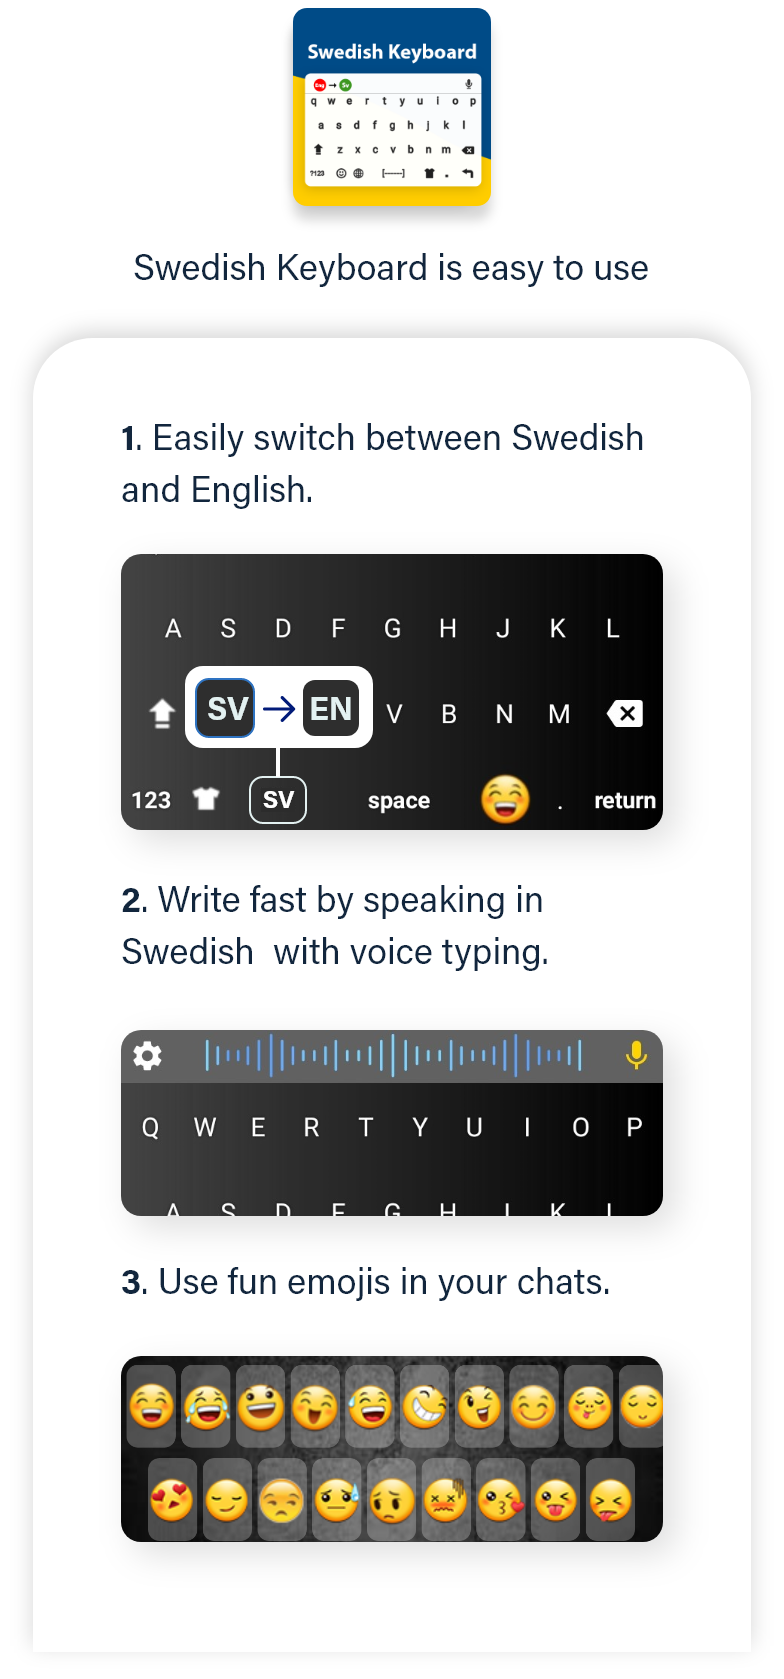 Swedish Keyboard
Eng → Sv
q w e r t y u i o p
a s d f g h j k l
z x c v b n m
?123 [------] .
Swedish Keyboard is easy to use
1. Easily switch between Swedish
and English.
A S D F G H J K L
SV → EN V B N M
123 SV space . return
2. Write fast by speaking in
Swedish with voice typing.
Q W E R T Y U I O P
A S D F G H J K L
3. Use fun emojis in your chats.